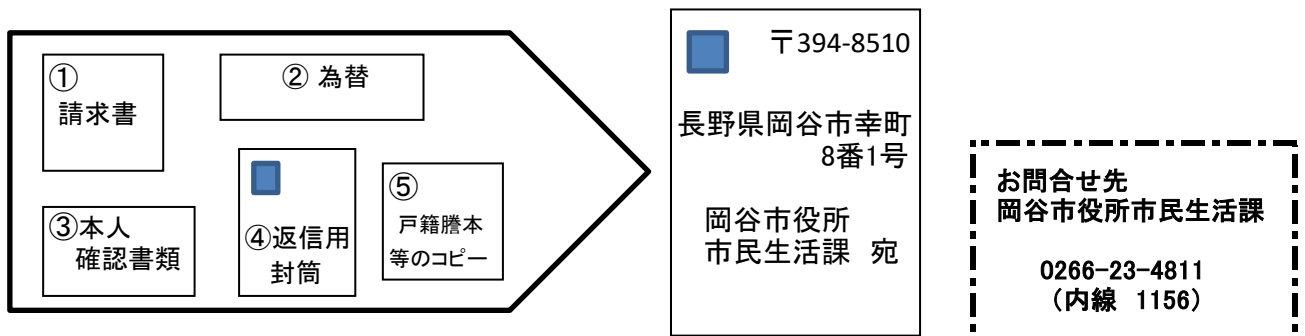 ①
請求書
② 為替
③本人
確認書類
④返信用
封筒
⑤
戸籍謄本
等のコピー
〒394-8510
長野県岡谷市幸町
8番1号
岡谷市役所
市民生活課 宛
お問合せ先
岡谷市役所市民生活課
0266-23-4811
（内線 1156）